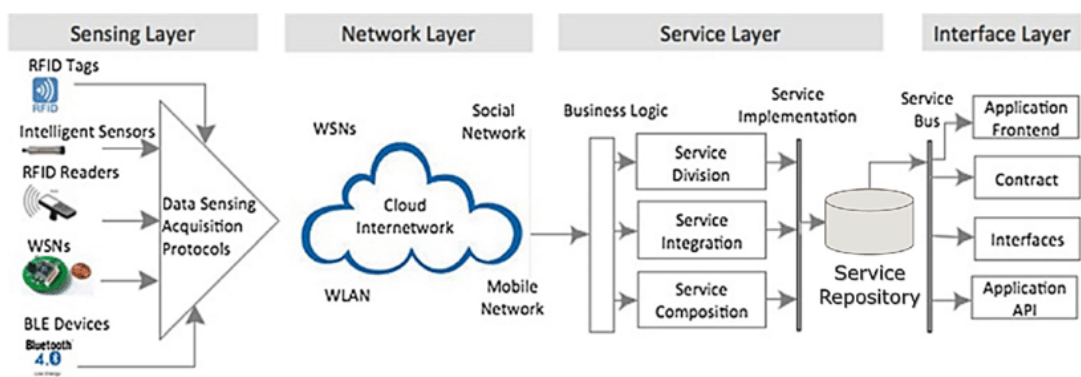 Sensing Layer
Network Layer
Service Layer
Interface Layer
RFID Tags
RFID
Intelligent Sensors
RFID Readers
Data Sensing
Acquisition
Protocols
WSNs
BLE Devices
Bluetooth
4.0
WSNs
Social
Network
Cloud
Internetwork
WLAN
Mobile
Network
Business Logic
Service
Division
Service
Integration
Service
Composition
Service
Implementation
Service
Repository
Service
Bus
Application
Frontend
Contract
Interfaces
Application
API